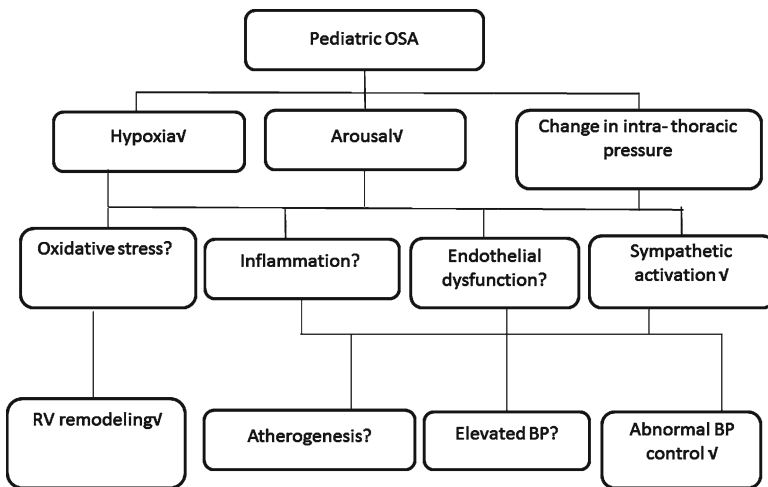 Pediatric OSA
Hypoxia√
Arousal√
Change in intra- thoracic
pressure
Oxidative stress?
Inflammation?
Endothelial
dysfunction?
Sympathetic
activation √
RV remodeling√
Atherogenesis?
Elevated BP?
Abnormal BP
control √